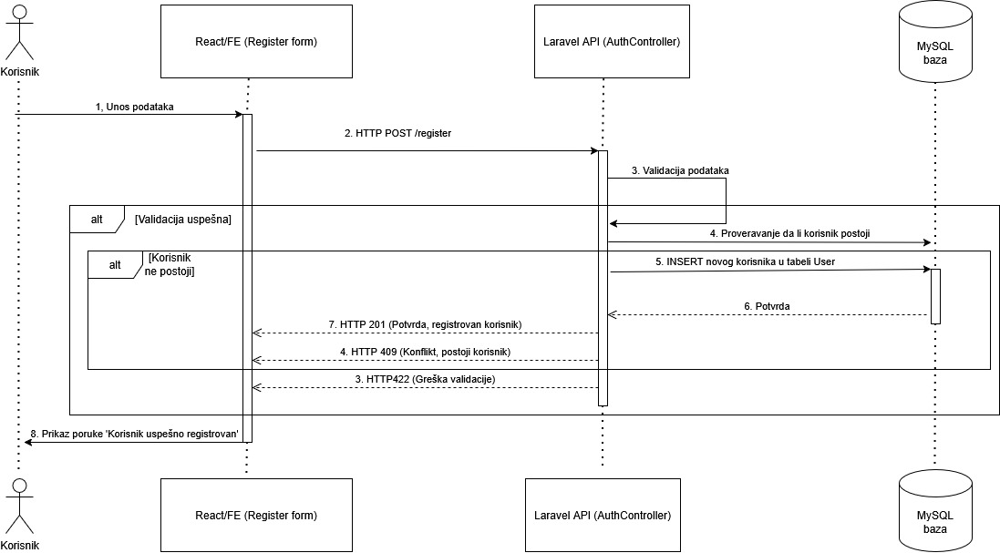 Korisnik
React/FE (Register form)
Laravel API (AuthController)
MySQL
baza
1, Unos podataka
2. HTTP POST /register
3. Validacija podataka
alt
[Validacija uspešna]
4. Proveravanje da li korisnik postoji
alt
[Korisnik
ne postoji]
5. INSERT novog korisnika u tabeli User
6. Potvrda
7. HTTP 201 (Potvrda, registrovan korisnik)
4. HTTP 409 (Konflikt, postoji korisnik)
3. HTTP422 (Greška validacije)
8. Prikaz poruke 'Korisnik uspešno registrovan'
Korisnik
React/FE (Register form)
Laravel API (AuthController)
MySQL
baza